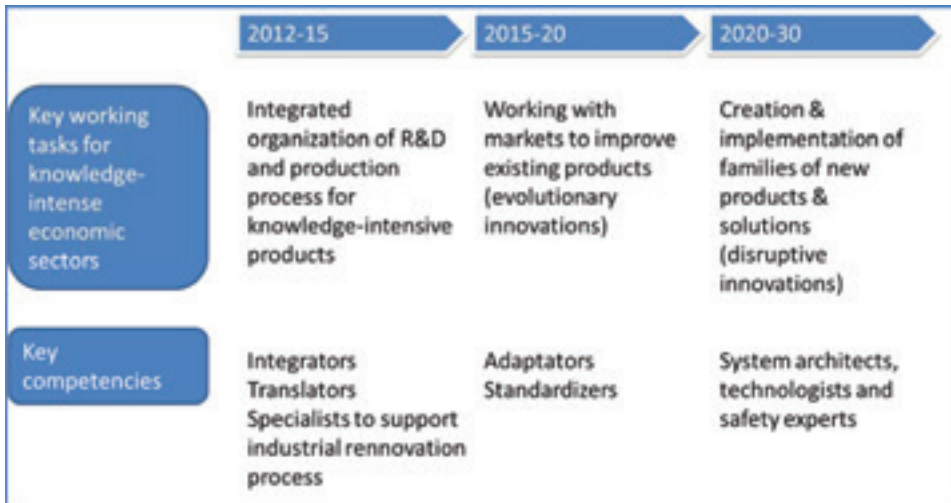 2012-15
2015-20
2020-30
Key working
tasks for
knowledge-
intense
economic
sectors
Integrated
organization of R&D
and production
process for
knowledge-intensive
products
Working with
markets to improve
existing products
(evolutionary
innovations)
Creation &
implementation of
families of new
products &
solutions
(disruptive
innovations)
Key
competencies
Integrators
Translators
Specialists to support
industrial rennovation
process
Adaptators
Standardizers
System architects,
technologists and
safety experts